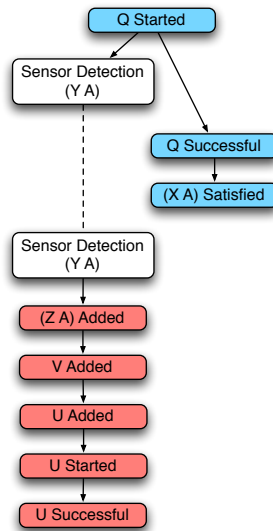 Q Started
Sensor Detection
(Y A)
Q Successful
(X A) Satisfied
Sensor Detection
(Y A)
(Z A) Added
V Added
U Added
U Started
U Successful